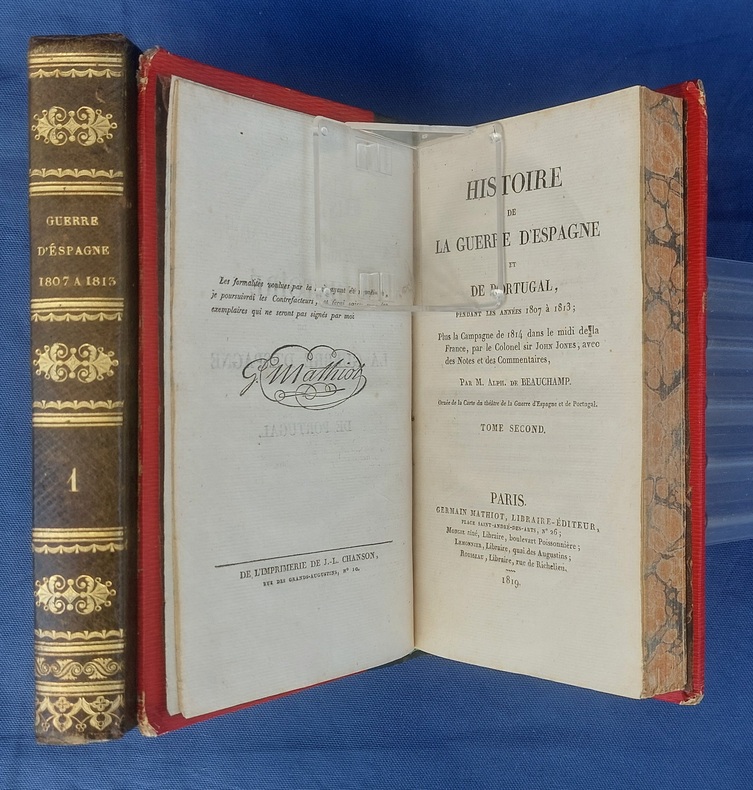 GUERRE
D'ÉSPAGNE
1807 A 1813
1
Les formalités voulues par la
je poursuivrai les Contrefacteurs,
exemplaires qui ne seront pas signés par moi
G. Mathiot
DE L'IMPRIMERIE DE J.-L. CHANSON,
RUE DES GRANDS-AUGUSTINS, N° 10.
HISTOIRE
DE
LA GUERRE D'ESPAGNE
ET
DE PORTUGAL,
PENDANT LES ANNÉES 1807 à 1813;
Plus la Campagne de 1814 dans le midi de la
France, par le Colonel sir JOHN JONES, avec
des Notes et des Commentaires,
PAR M. ALPH. DE BEAUCHAMP.
Ornée de la Carte du théâtre de la Guerre d'Espagne et de Portugal.
TOME SECOND.
PARIS.
GERMAIN MATHIOT, LIBRAIRE-ÉDITEUR,
PLACE SAINT-ANDRÉ-DES-ARTS, N° 26;
Libraire, boulevart Poissonnière;
LEMONNIER, Libraire, quai des Augustins;
Libraire, rue de Richelieu.
1819.